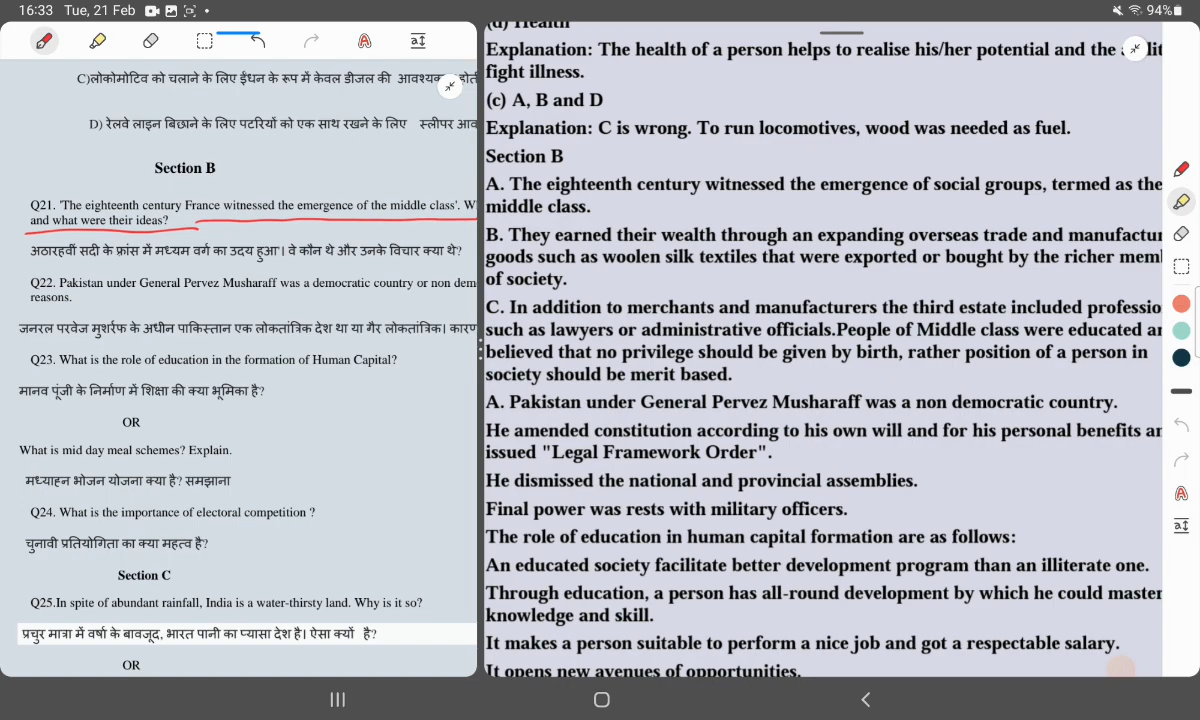 16:33 Tue, 21 Feb
94%
C)लोकोमोटिव को चलाने के लिए ईंधन के रूप में केवल डीजल की
D) रेलवे लाइन बिछाने के लिए पटरियों को एक साथ रखने के लिए स्लीपर आव
Section B
Q21. 'The eighteenth century France witnessed the emergence of the middle class'. W
and what were their ideas?
अठारहवीं सदी के फ्रांस में मध्यम वर्ग का उदय हुआ'। वे कौन थे और उनके विचार क्या थे?
Q22. Pakistan under General Pervez Musharaff was a democratic country or non dem
reasons.
जनरल परवेज मुशर्रफ के अधीन पाकिस्तान एक लोकतांत्रिक देश था या गैर लोकतांत्रिक। कारण
Q23. What is the role of education in the formation of Human Capital?
मानव पूंजी के निर्माण में शिक्षा की क्या भूमिका है?
OR
What is mid day meal schemes? Explain.
मध्याह्न भोजन योजना क्या है? समझाना
Q24. What is the importance of electoral competition ?
चुनावी प्रतियोगिता का क्या महत्व है?
Section C
Q25.In spite of abundant rainfall, India is a water-thirsty land. Why is it so?
प्रचुर मात्रा में वर्षा के बावजूद, भारत पानी का प्यासा देश है। ऐसा क्यों है?
OR
(d) Health
Explanation: The health of a person helps to realise his/her potential and the
fight illness.
(c) A, B and D
Explanation: C is wrong. To run locomotives, wood was needed as fuel.
Section B
A. The eighteenth century witnessed the emergence of social groups, termed as the
middle class.
B. They earned their wealth through an expanding overseas trade and manufactur
goods such as woolen silk textiles that were exported or bought by the richer mem
of society.
C. In addition to merchants and manufacturers the third estate included professio
such as lawyers or administrative officials.People of Middle class were educated an
believed that no privilege should be given by birth, rather position of a person in
society should be merit based.
A. Pakistan under General Pervez Musharaff was a non democratic country.
He amended constitution according to his own will and for his personal benefits an
issued "Legal Framework Order".
He dismissed the national and provincial assemblies.
Final power was rests with military officers.
The role of education in human capital formation are as follows:
An educated society facilitate better development program than an illiterate one.
Through education, a person has all-round development by which he could master
knowledge and skill.
It makes a person suitable to perform a nice job and got a respectable salary.
It opens new avenues of opportunities.